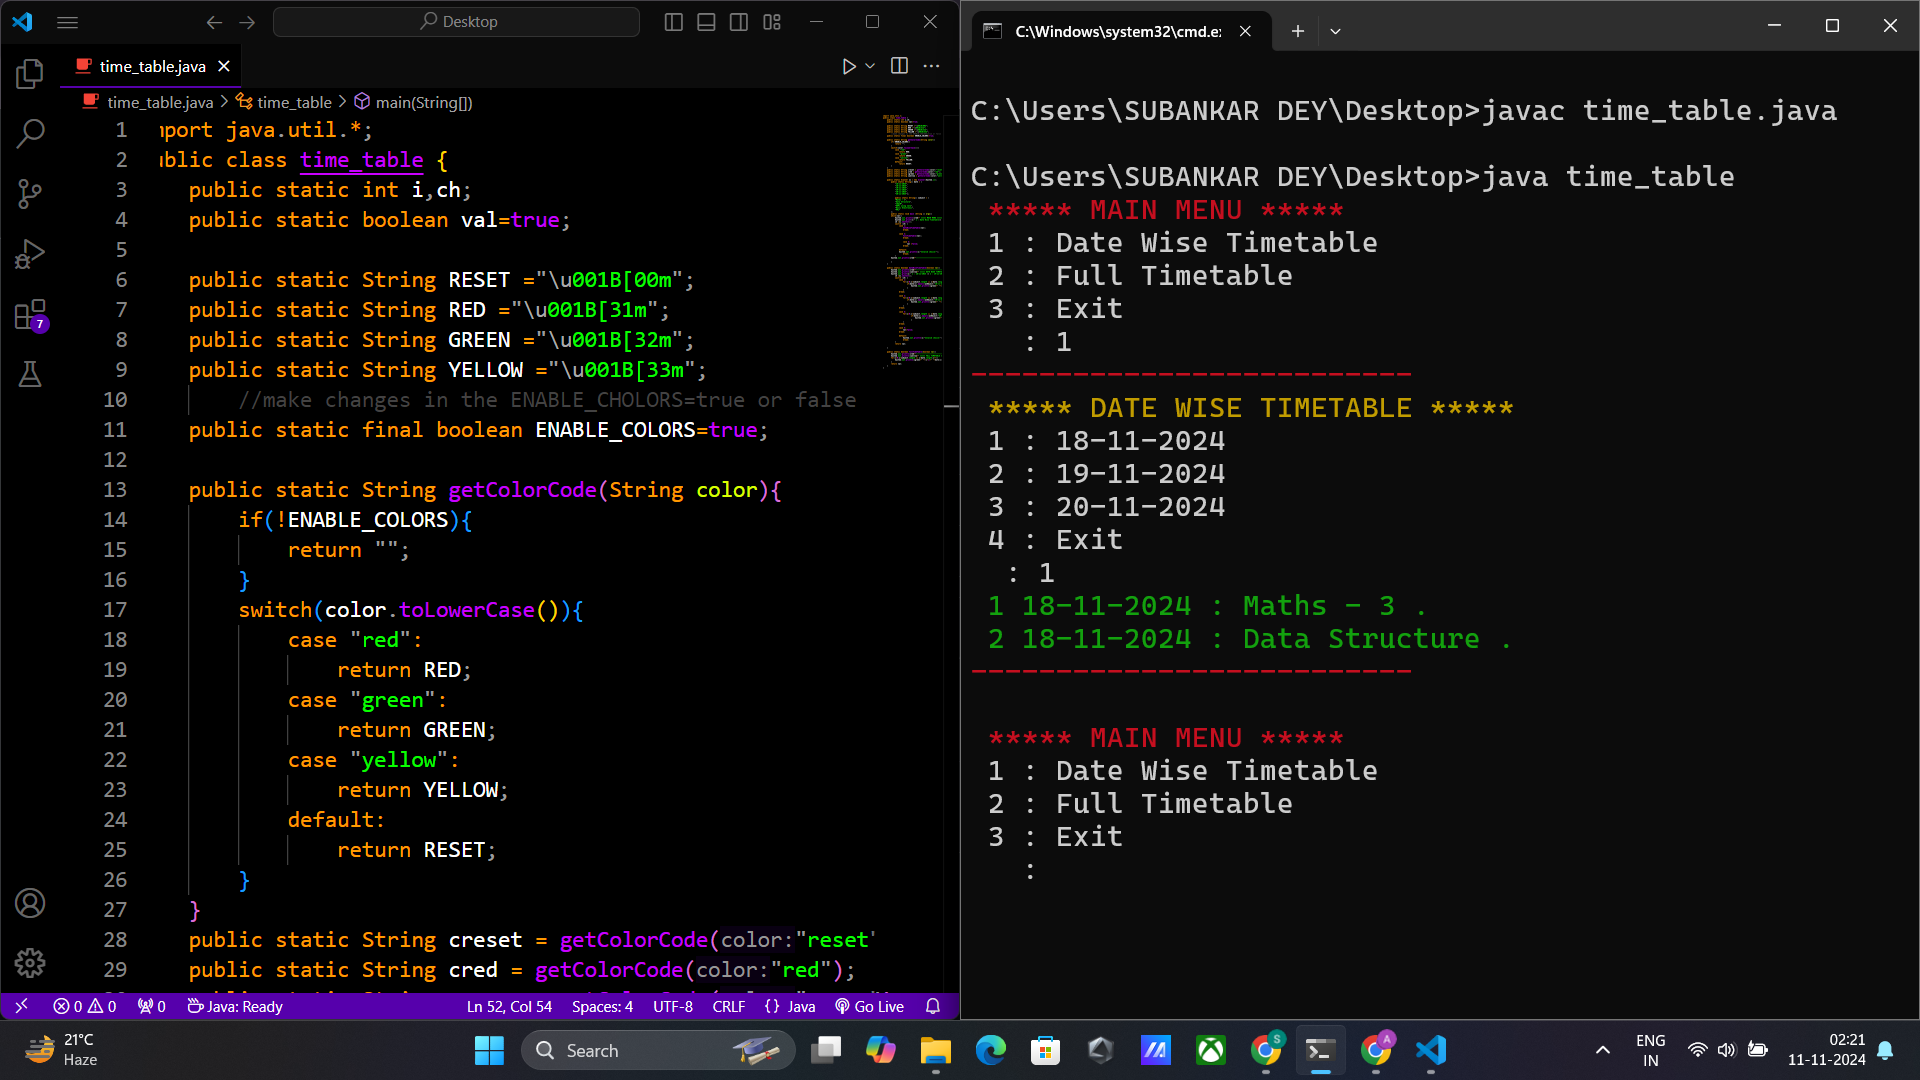 Desktop
time_table.java
time_table.java > time_table > main(String[])
1 nport java.util.*;
2 ublic class time_table {
3 public static int i,ch;
4 public static boolean val=true;
5
6 public static String RESET ="\u001B[00m";
7 public static String RED ="\u001B[31m";
8 public static String GREEN ="\u001B[32m";
9 public static String YELLOW ="\u001B[33m";
10 //make changes in the ENABLE_CHOLORS=true or false
11 public static final boolean ENABLE_COLORS=true;
12
13 public static String getColorCode(String color){
14 if(!ENABLE_COLORS){
15 return "";
16 }
17 switch(color.toLowerCase()){
18 case "red":
19 return RED;
20 case "green":
21 return GREEN;
22 case "yellow":
23 return YELLOW;
24 default:
25 return RESET;
26 }
27 }
28 public static String creset = getColorCode(color:"reset"
29 public static String cred = getColorCode(color:"red");
7
0 0 0 Java: Ready Ln 52, Col 54 Spaces: 4 UTF-8 CRLF {} Java Go Live
C:\Windows\system32\cmd.e
C:\Users\SUBANKAR DEY\Desktop>javac time_table.java
C:\Users\SUBANKAR DEY\Desktop>java time_table
***** MAIN MENU *****
1 : Date Wise Timetable
2 : Full Timetable
3 : Exit
: 1
--------------------------
***** DATE WISE TIMETABLE *****
1 : 18-11-2024
2 : 19-11-2024
3 : 20-11-2024
4 : Exit
: 1
1 18-11-2024 : Maths - 3 .
2 18-11-2024 : Data Structure .
--------------------------
***** MAIN MENU *****
1 : Date Wise Timetable
2 : Full Timetable
3 : Exit
:
21°C
Haze
Search
S
A
ENG
IN
02:21
11-11-2024